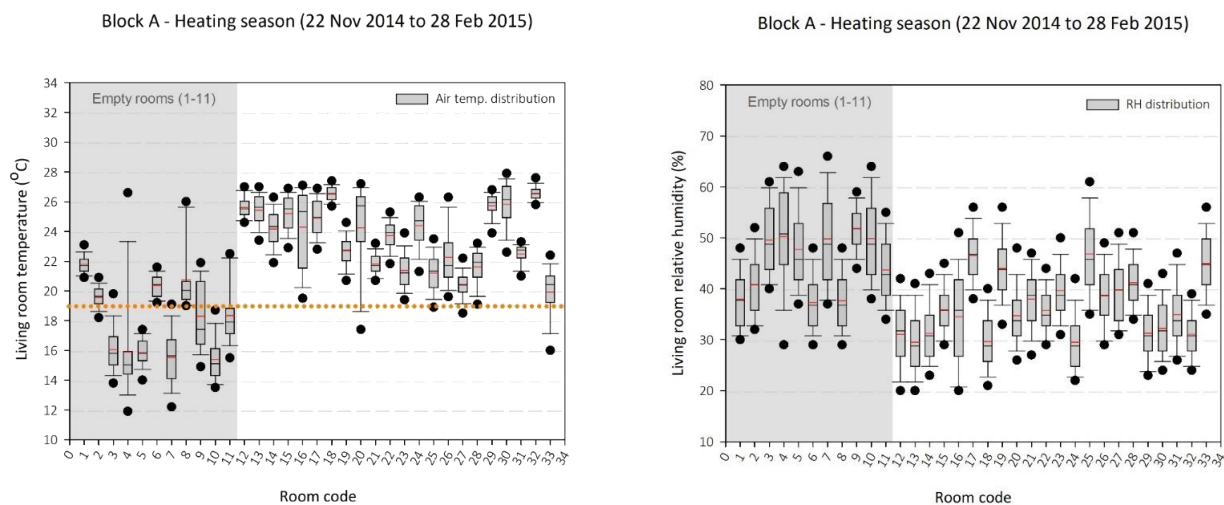 Block A - Heating season (22 Nov 2014 to 28 Feb 2015)
34
32
30
28
26
24
22
20
18
16
14
12
10
Living room temperature (°C)
Empty rooms (1-11)
Air temp. distribution
0 1 2 3 4 5 6 7 8 9 10 11 12 13 14 15 16 17 18 19 20 21 22 23 24 25 26 27 28 29 30 31 32 33 34
Room code
Block A - Heating season (22 Nov 2014 to 28 Feb 2015)
80
70
60
50
40
30
20
10
Living room relative humidity (%)
Empty rooms (1-11)
RH distribution
0 1 2 3 4 5 6 7 8 9 10 11 12 13 14 15 16 17 18 19 20 21 22 23 24 25 26 27 28 29 30 31 32 33 34
Room code